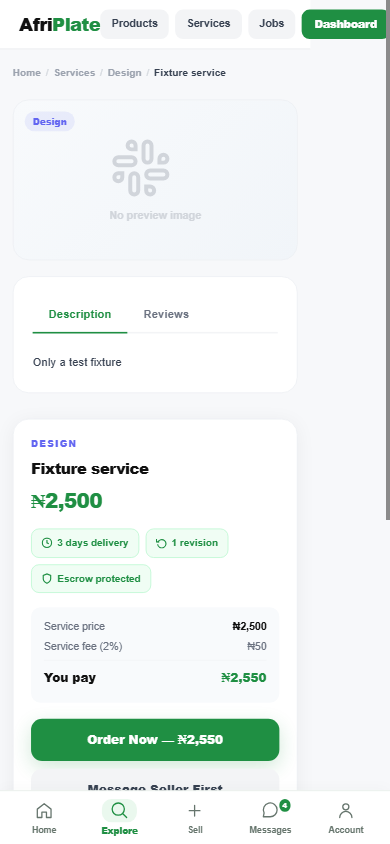 AfriPlate Products Services Jobs Dashboard
Home / Services / Design / Fixture service
Design
No preview image
Description Reviews
Only a test fixture
DESIGN
Fixture service
₦2,500
3 days delivery 1 revision
Escrow protected
Service price ₦2,500
Service fee (2%) ₦50
You pay ₦2,550
Order Now — ₦2,550
Message Seller First
Home Explore Sell 4 Messages Account